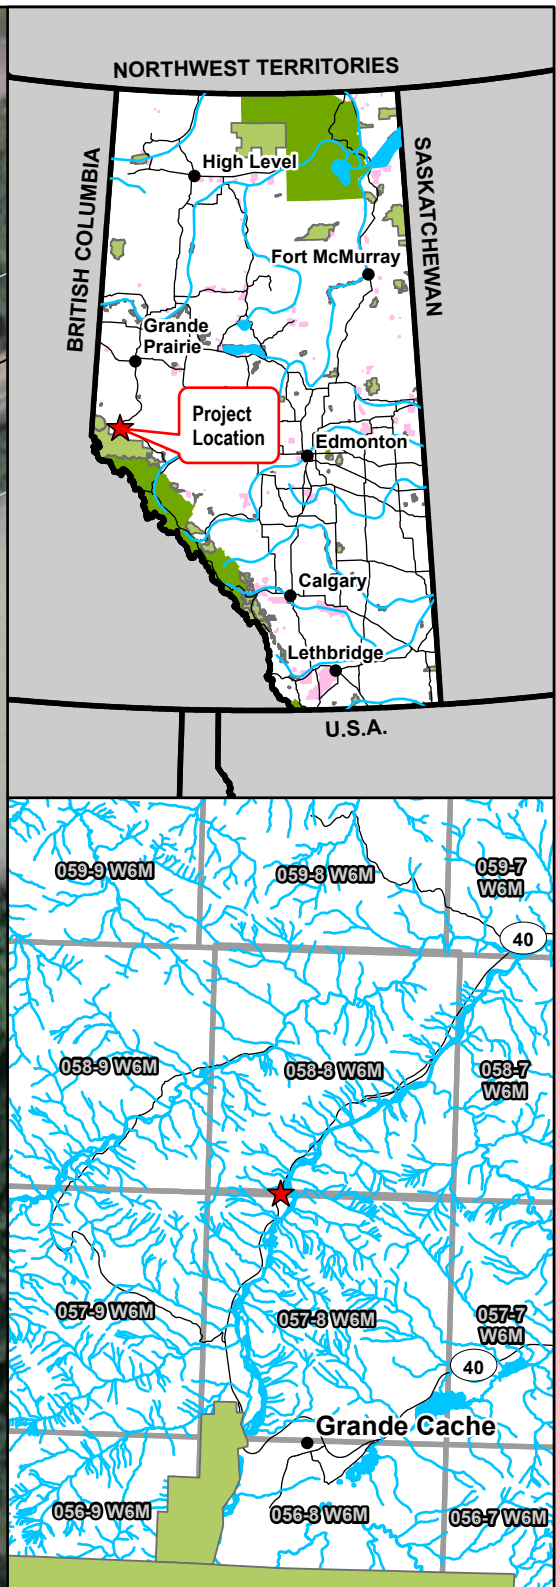 NORTHWEST TERRITORIES
BRITISH COLUMBIA
SASKATCHEWAN
High Level
Fort McMurray
Grande
Prairie
Project
Location
Edmonton
Calgary
Lethbridge
U.S.A.
059-9 W6M
059-8 W6M
059-7
W6M
40
058-9 W6M
058-8 W6M
058-7
W6M
057-9 W6M
057-8 W6M
057-7
W6M
40
Grande Cache
056-9 W6M
056-8 W6M
056-7 W6M